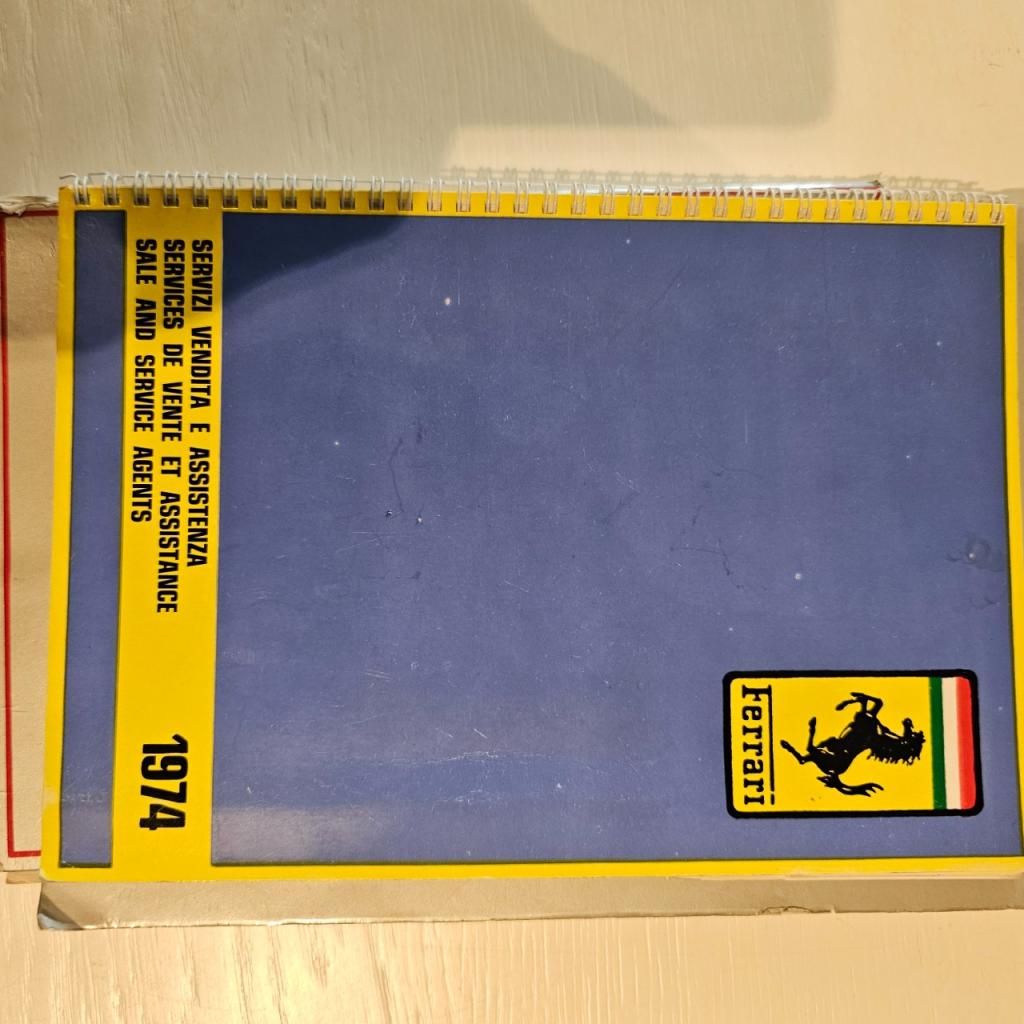 Ferrari
SERVIZI VENDITA E ASSISTENZA
SERVICES DE VENTE ET ASSISTANCE
SALE AND SERVICE AGENTS
1974